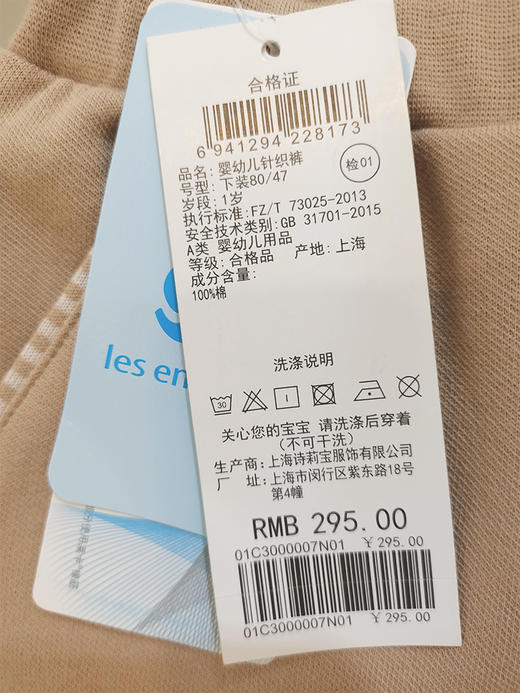 合格证
6 941294 228173
品名: 婴幼儿针织裤
号型: 下装80/47
岁段: 1岁
检01
执行标准: FZ/T 73025-2013
安全技术类别: GB 31701-2015
A类 婴幼儿用品
等级: 合格品 产地: 上海
成分含量:
100%棉
les en
洗涤说明
30
关心您的宝宝 请洗涤后穿着
(不可干洗)
生产商: 上海诗莉宝服饰有限公司
厂 址: 上海市闵行区紫东路18号
第4幢
RMB 295.00
01C3000007N01 ¥ 295.00
01C3000007N01 ¥ 295.00